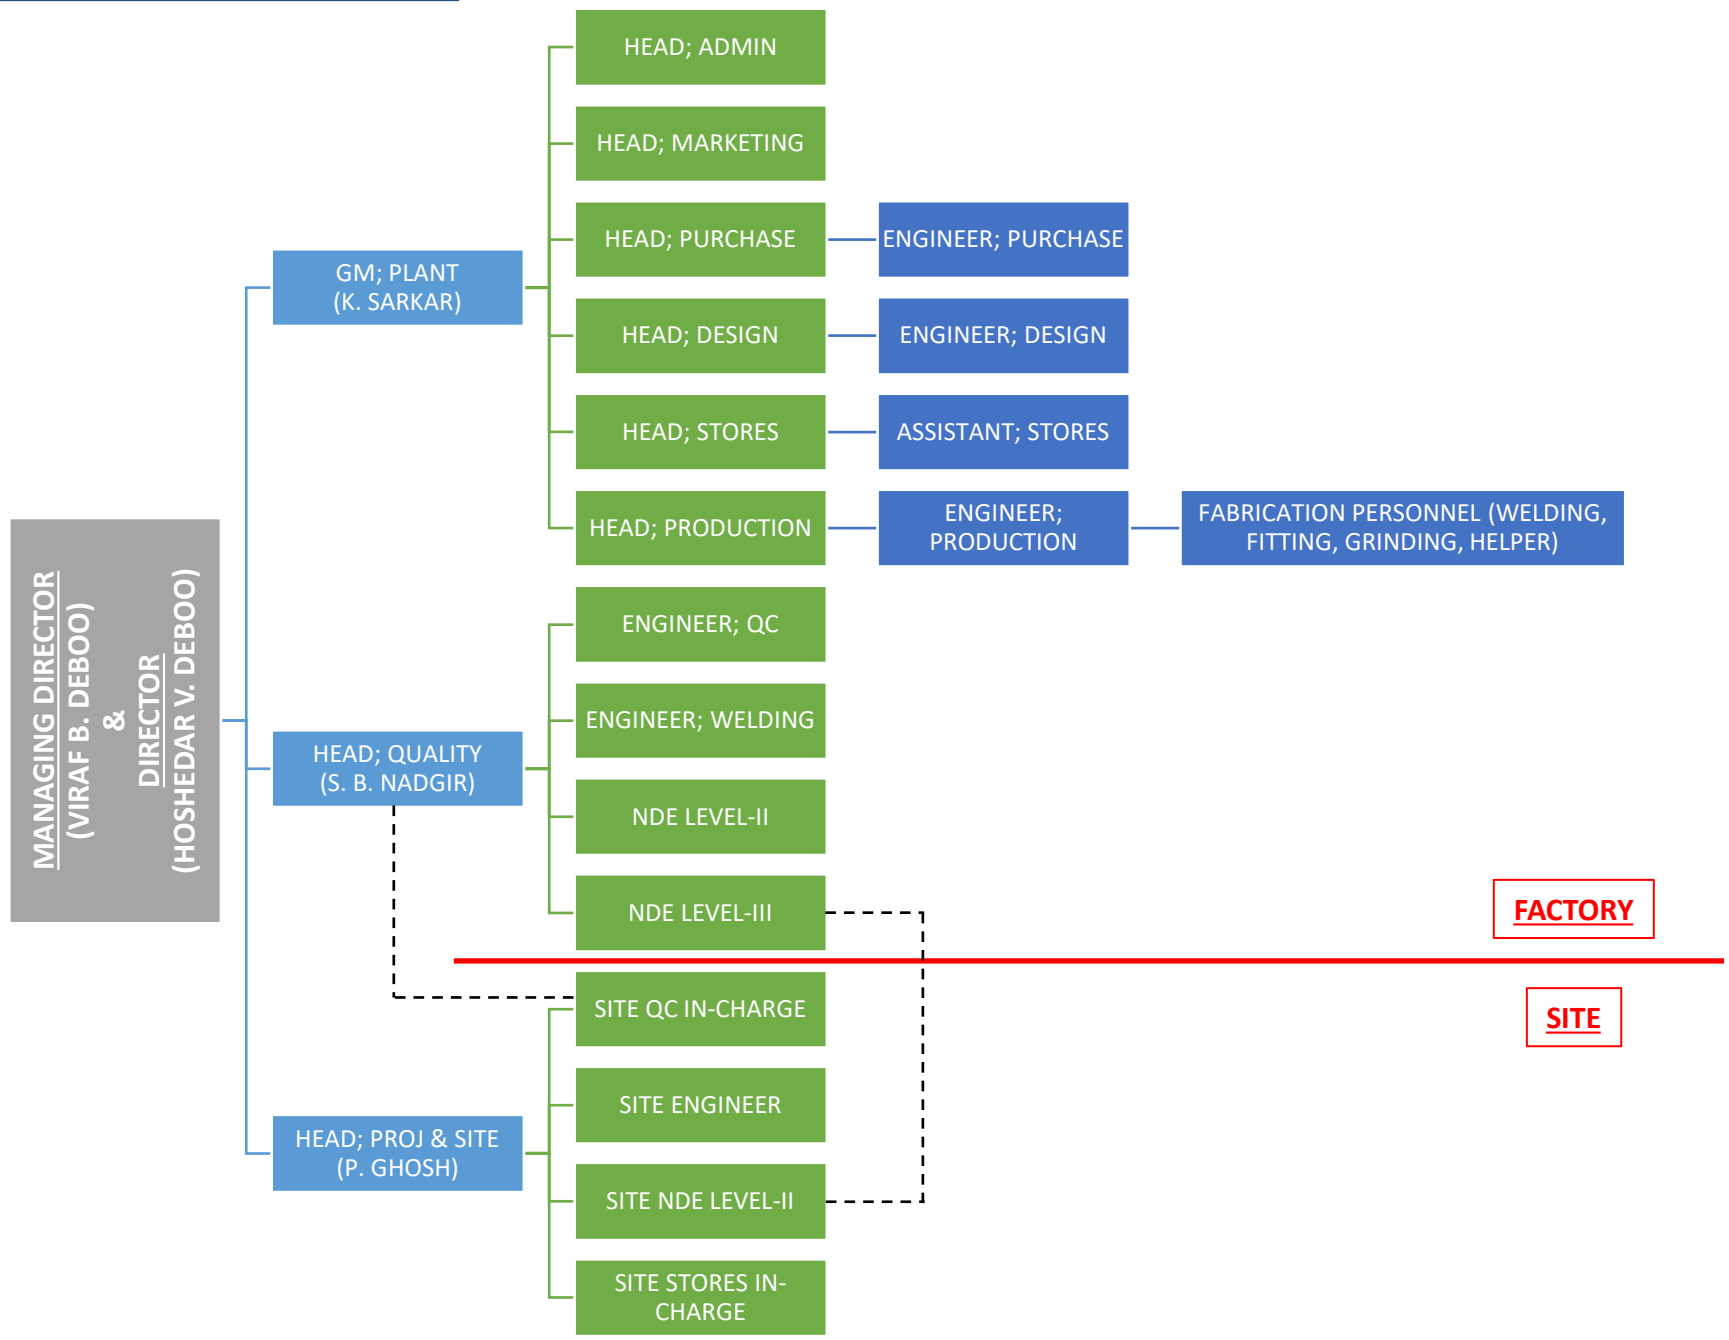 MANAGING DIRECTOR
(VIRAF B. DEBOO)
&
DIRECTOR
(HOSHEDAR V. DEBOO)
GM; PLANT
(K. SARKAR)
HEAD; ADMIN
HEAD; MARKETING
HEAD; PURCHASE
ENGINEER; PURCHASE
HEAD; DESIGN
ENGINEER; DESIGN
HEAD; STORES
ASSISTANT; STORES
HEAD; PRODUCTION
ENGINEER;
PRODUCTION
FABRICATION PERSONNEL (WELDING,
FITTING, GRINDING, HELPER)
HEAD; QUALITY
(S. B. NADGIR)
ENGINEER; QC
ENGINEER; WELDING
NDE LEVEL-II
NDE LEVEL-III
FACTORY
SITE
HEAD; PROJ & SITE
(P. GHOSH)
SITE QC IN-CHARGE
SITE ENGINEER
SITE NDE LEVEL-II
SITE STORES IN-
CHARGE